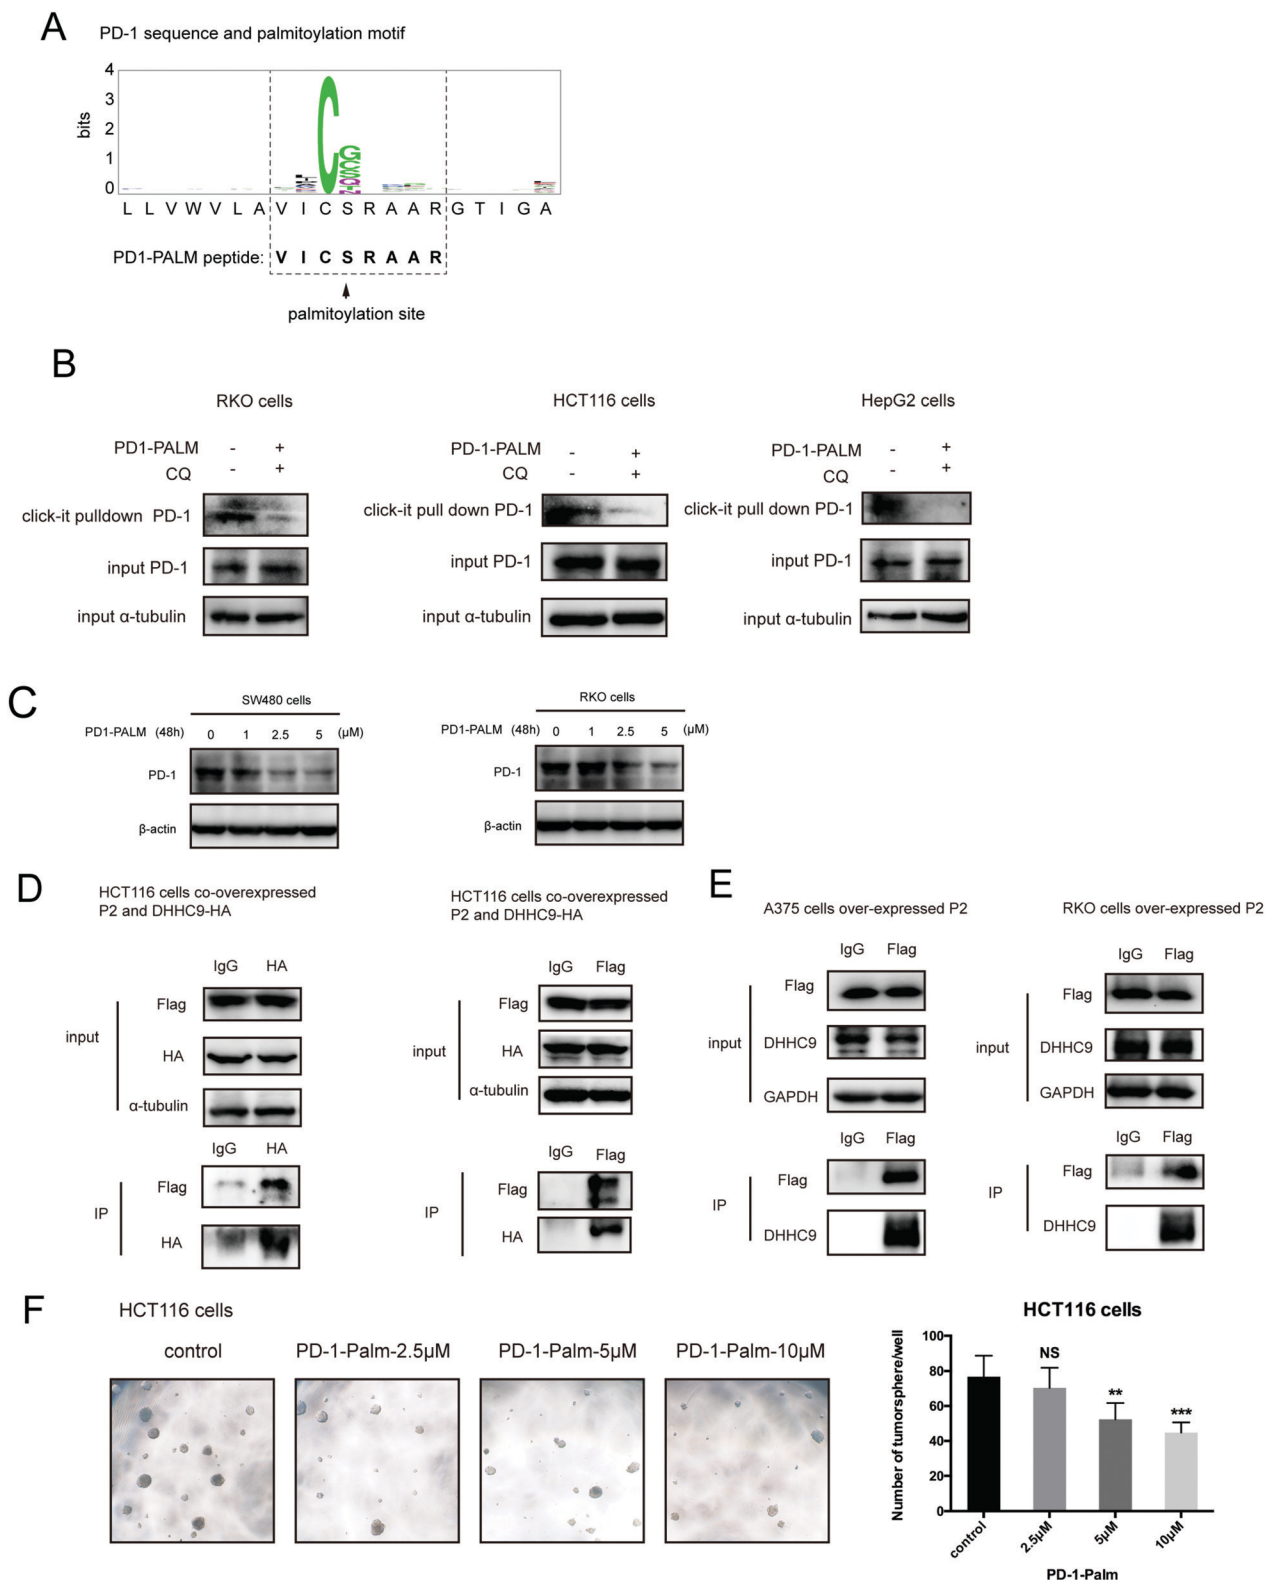 A
PD-1 sequence and palmitoylation motif
4
3
2
1
0
bits
C
L L V W V L A V I C S R A A R G T I G A
PD1-PALM peptide: V I C S R A A R
palmitoylation site
B
RKO cells
PD1-PALM - +
CQ - +
click-it pulldown PD-1
input PD-1
input α-tubulin
HCT116 cells
PD-1-PALM - +
CQ - +
click-it pull down PD-1
input PD-1
input α-tubulin
HepG2 cells
PD-1-PALM - +
CQ - +
click-it pull down PD-1
input PD-1
input α-tubulin
C
SW480 cells
PD1-PALM (48h) 0 1 2.5 5 (μM)
PD-1
β-actin
RKO cells
PD1-PALM (48h) 0 1 2.5 5 (μM)
PD-1
β-actin
D
HCT116 cells co-overexpressed
P2 and DHHC9-HA
IgG HA
input
Flag
HA
α-tubulin
IgG HA
IP
Flag
HA
HCT116 cells co-overexpressed
P2 and DHHC9-HA
IgG Flag
input
Flag
HA
α-tubulin
IgG Flag
IP
Flag
HA
E
A375 cells over-expressed P2
IgG Flag
input
Flag
DHHC9
GAPDH
IgG Flag
IP
Flag
DHHC9
RKO cells over-expressed P2
IgG Flag
input
Flag
DHHC9
GAPDH
IgG Flag
IP
Flag
DHHC9
F
HCT116 cells
control PD-1-Palm-2.5μM PD-1-Palm-5μM PD-1-Palm-10μM
HCT116 cells
Number of tumorsphere/well
100
80
60
40
20
0
NS
**
***
control 2.5μM 5μM 10μM
PD-1-Palm